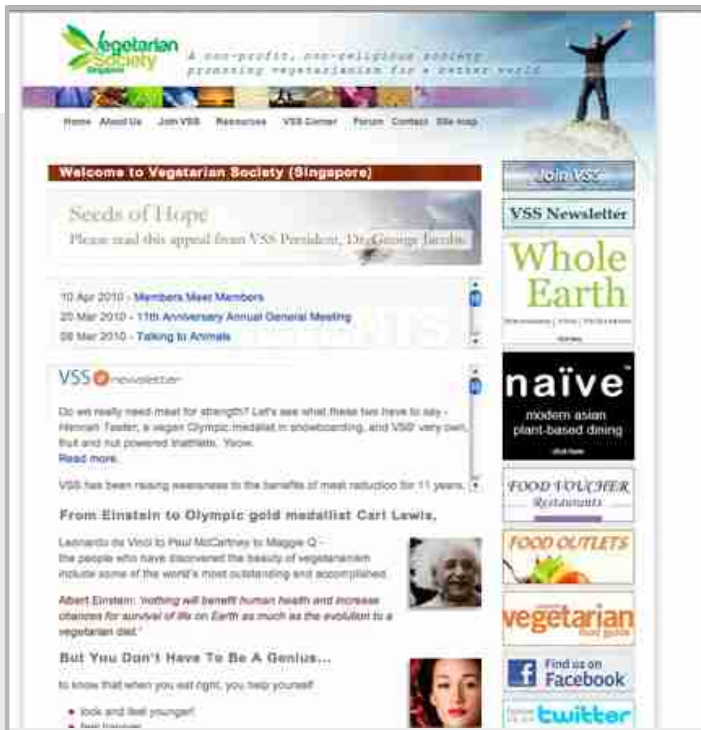 Vegetarian
Society
Singapore
A non-profit, non-religious society
promoting vegetarianism for a better world
Home About Us Join VSS Resources VSS Corner Forum Contact Site map
Welcome to Vegetarian Society (Singapore)
Seeds of Hope
Please read this appeal from VSS President, Dr. George Jacobs.
10 Apr 2010 - Members Meet Members
20 Mar 2010 - 11th Anniversary Annual General Meeting
08 Mar 2010 - Talking to Animals
VSS e newsletter
Do we really need meat for strength? Let's see what these two have to say -
Hannah Teeter, a vegan Olympic medalist in snowboarding, and VSS' very own,
fruit and nut powered triathlete, Yeow.
Read more.
VSS has been raising awareness to the benefits of meat reduction for 11 years.
From Einstein to Olympic gold medallist Carl Lewis,
Leonardo da Vinci to Paul McCartney to Maggie Q -
the people who have discovered the beauty of vegetarianism
include some of the world's most outstanding and accomplished.
Albert Einstein: 'nothing will benefit human health and increase
chances for survival of life on Earth as much as the evolution to a
vegetarian diet.'
But You Don't Have To Be A Genius...
to know that when you eat right, you help yourself
look and feel younger!
Join VSS
VSS Newsletter
Whole
Earth
naïve
modern asian
plant-based dining
click here
FOOD VOUCHER
Restaurants
FOOD OUTLETS
vegetarian
food guide
Find us on
Facebook
follow
us on twitter